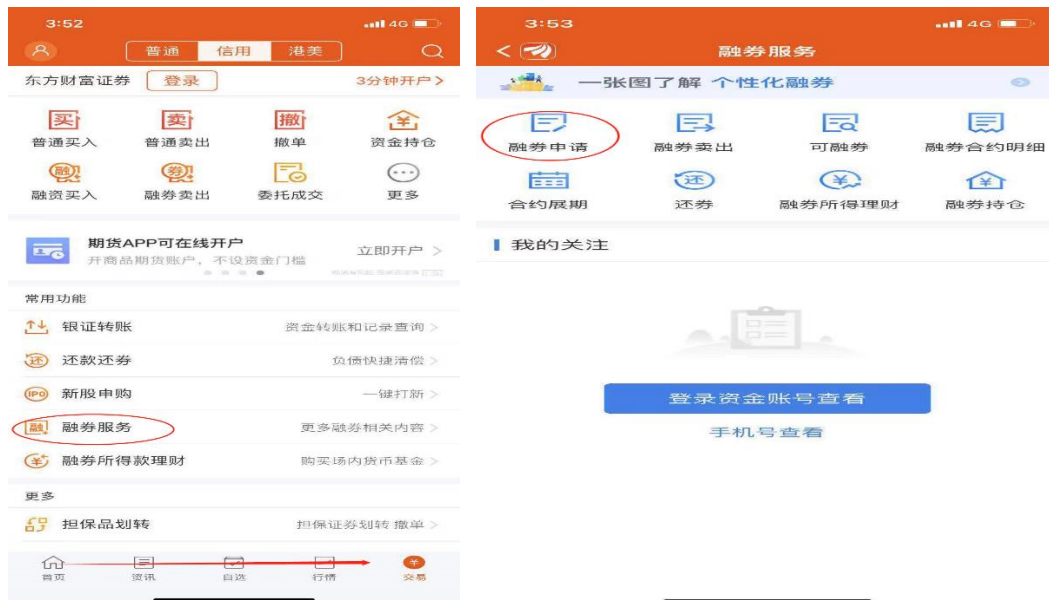 3:52
4G
普通 信用 港美
东方财富证券 登录 3分钟开户>
买 卖 撤
普通买入 普通卖出 撤单 资金持仓
融 券
融资买入 融券卖出 委托成交 更多
期货APP可在线开户
开商品期货账户，不设资金门槛
立即开户 >
常用功能
银证转账 资金转账和记录查询 >
还 还款还券 负债快捷清偿 >
IPO 新股申购 一键打新 >
融 融券服务 更多融券相关内容 >
融券所得款理财 购买场内货币基金 >
更多
担保品划转 担保证券划转 撤单 >
首页 资讯 自选 行情 交易
3:53
4G
< 融券服务
一张图了解 个性化融券
融券申请 融券卖出 可融券 融券合约明细
还
合约展期 还券 融券所得理财 融券持仓
我的关注
登录资金账号查看
手机号查看